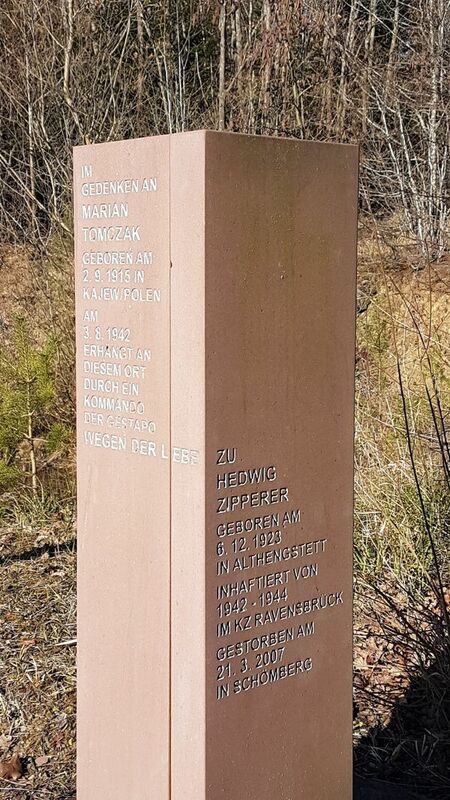 IM
GEDENKEN AN
MARIAN
TOMCZAK
GEBOREN AM
2. 9. 1915 IN
KAJEW/POLEN
AM
3. 8. 1942
ERHÄNGT AN
DIESEM ORT
DURCH EIN
KOMMANDO
DER GESTAPO
WEGEN DER LIEBE
ZU
HEDWIG
ZIPPERER
GEBOREN AM
6. 12. 1923
IN ALTHENGSTETT
INHAFTIERT VON
1942 - 1944
IM KZ RAVENSBRÜCK
GESTORBEN AM
21. 3. 2007
IN SCHÖMBERG